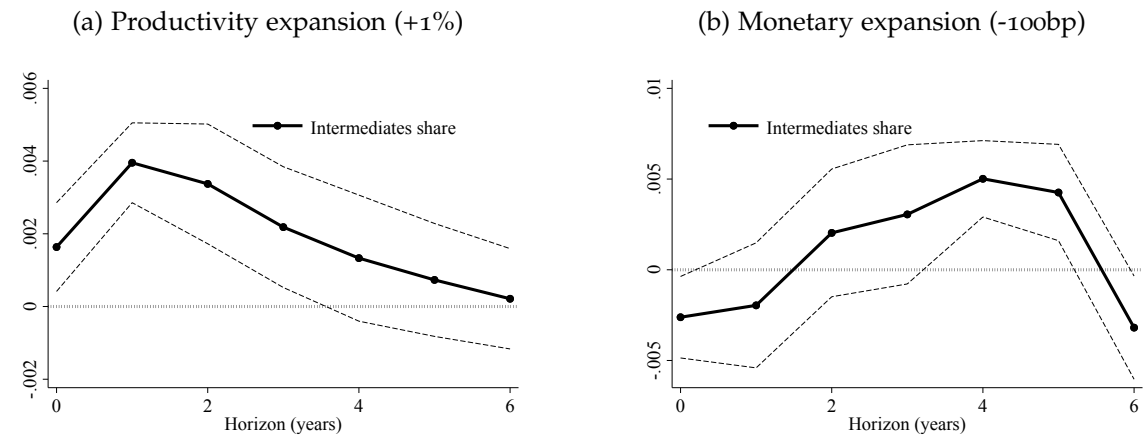 (a) Productivity expansion (+1%)
.006
.004
.002
0
-.002
Intermediates share
0 2 4 6
Horizon (years)
(b) Monetary expansion (-100bp)
.01
.005
0
-.005
Intermediates share
0 2 4 6
Horizon (years)